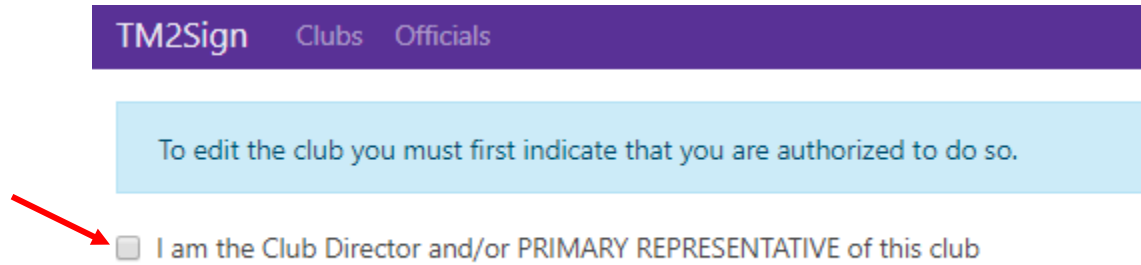 TM2Sign Clubs Officials
To edit the club you must first indicate that you are authorized to do so.
I am the Club Director and/or PRIMARY REPRESENTATIVE of this club